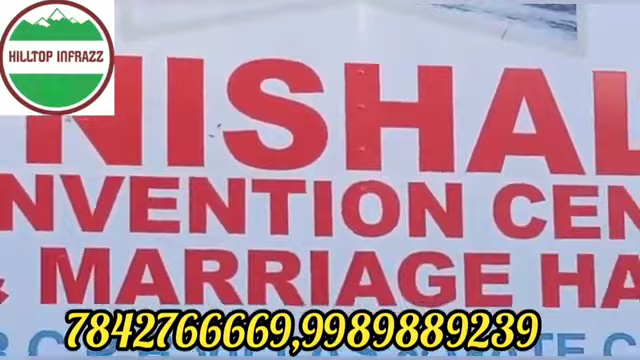 HILLTOP INFRAZZ
NISHAL
NVENTION CEN
& MARRIAGE HA
7842766669,9989889239